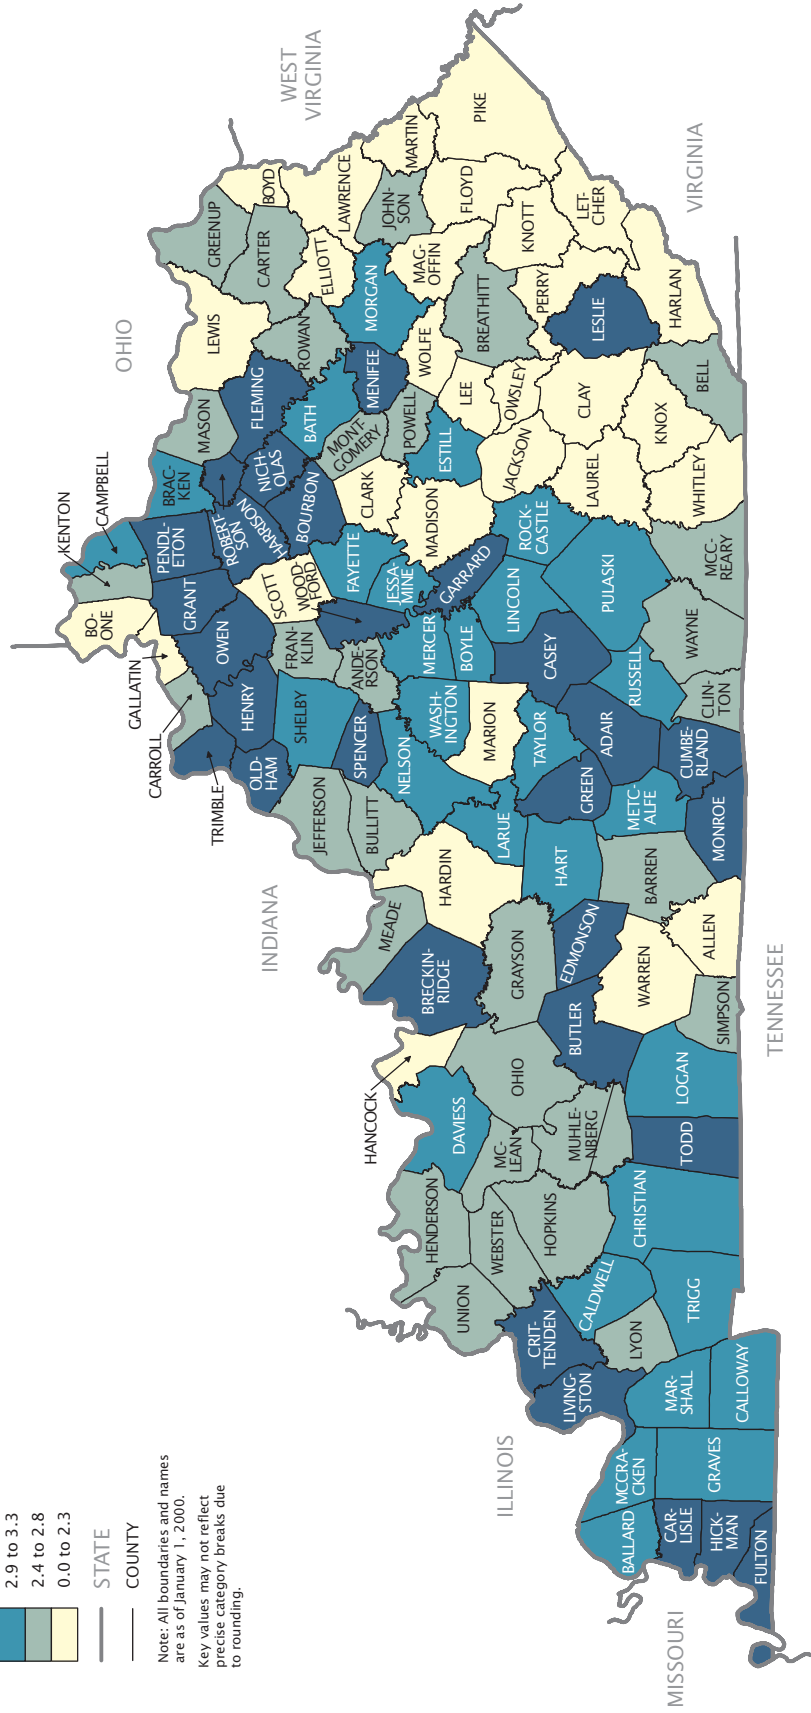 2.9 to 3.3
2.4 to 2.8
0.0 to 2.3
STATE
COUNTY
Note: All boundaries and names
are as of January 1, 2000.
Key values may not reflect
precise category breaks due
to rounding.
MISSOURI
ILLINOIS
INDIANA
OHIO
WEST
VIRGINIA
VIRGINIA
TENNESSEE
FULTON
HICK-
MAN
CAR-
LISLE
BALLARD
MCCRA-
CKEN
GRAVES
CALLOWAY
MAR-
SHALL
LIVING-
STON
CRIT-
TENDEN
LYON
TRIGG
CALDWELL
UNION
WEBSTER
HENDERSON
HOPKINS
CHRISTIAN
TODD
MUHLE-
NBERG
MC-
LEAN
DAVIESS
HANCOCK
OHIO
LOGAN
BUTLER
SIMPSON
WARREN
ALLEN
EDMONSON
GRAYSON
BRECKIN-
RIDGE
MEADE
HARDIN
HART
BARREN
MONROE
METC-
ALFE
GREEN
LARUE
BULLITT
JEFFERSON
OLD-
HAM
TRIMBLE
CARROLL
GALLATIN
HENRY
SHELBY
SPENCER
NELSON
WASH-
INGTON
MARION
TAYLOR
ADAIR
CUMBE-
RLAND
CLIN-
TON
RUSSELL
CASEY
BOYLE
MERCER
ANDE-
RSON
FRAN-
KLIN
OWEN
GRANT
BO-
ONE
KENTON
CAMPBELL
PENDL-
ETON
BRAC-
KEN
ROBERT-
SON
HARRISON
SCOTT
WOOD-
FORD
FAYETTE
JESSA-
MINE
GARRARD
LINCOLN
PULASKI
WAYNE
MCC-
REARY
ROCK-
CASTLE
MADISON
CLARK
BOURBON
NICH-
OLAS
MASON
FLEMING
BATH
MONT-
GOMERY
POWELL
ESTILL
JACKSON
LAUREL
WHITLEY
KNOX
CLAY
OWSLEY
LEE
WOLFE
MENIFEE
ROWAN
LEWIS
GREENUP
CARTER
ELLIOTT
MORGAN
MAG-
OFFIN
BREATHITT
PERRY
LESLIE
BELL
HARLAN
LET-
CHER
KNOTT
FLOYD
JOHN-
SON
LAWRENCE
BOYD
MARTIN
PIKE